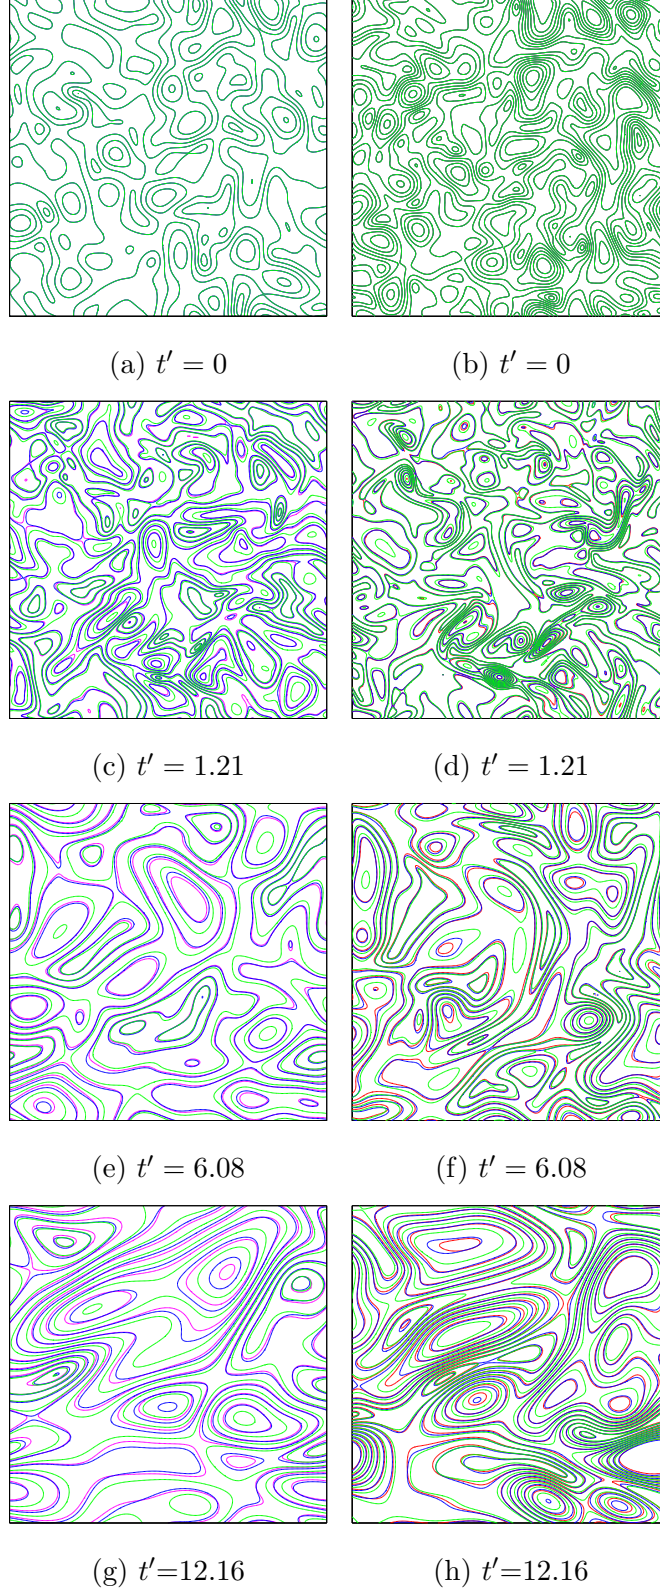 (a) t′ = 0
(b) t′ = 0
(c) t′ = 1.21
(d) t′ = 1.21
(e) t′ = 6.08
(f) t′ = 6.08
(g) t′=12.16
(h) t′=12.16